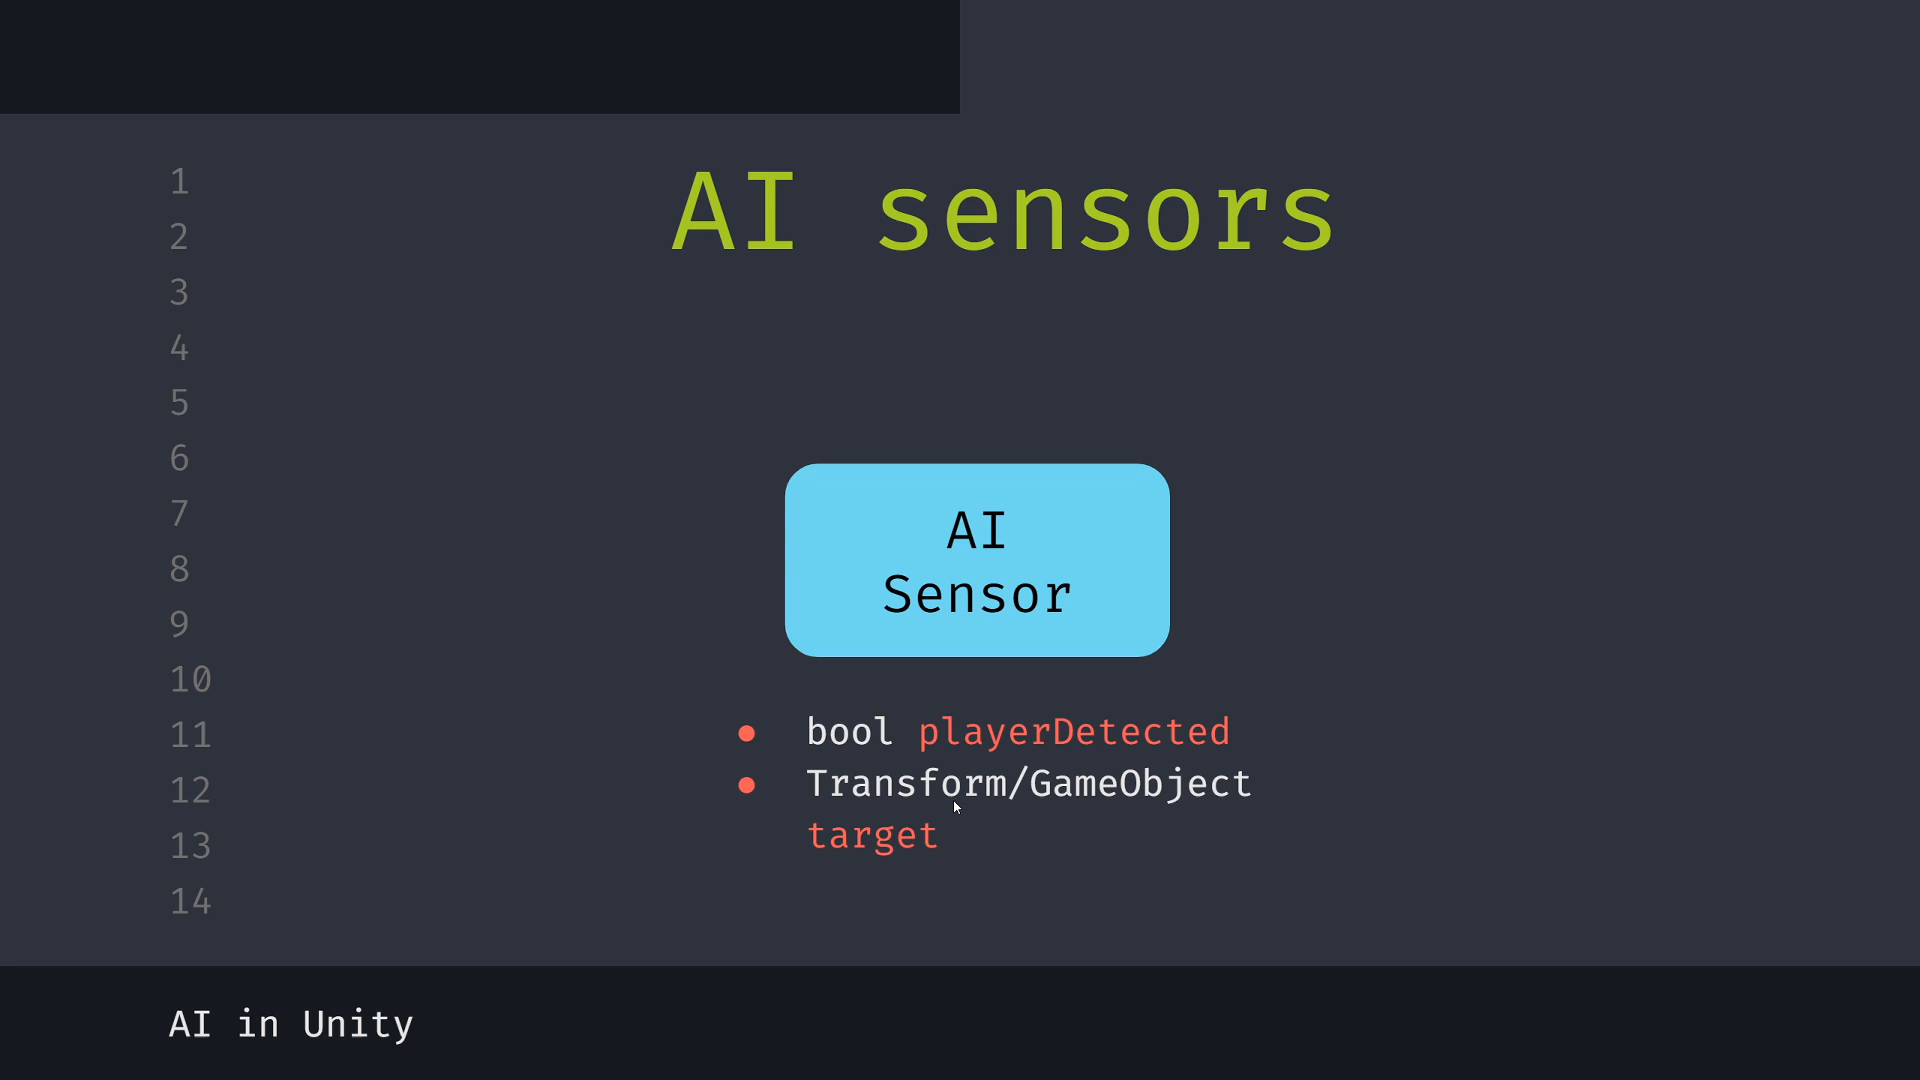 AI sensors
1
2
3
4
5
6
7
8
9
10
11
12
13
14
AI
Sensor
● bool playerDetected
● Transform/GameObject
target
AI in Unity